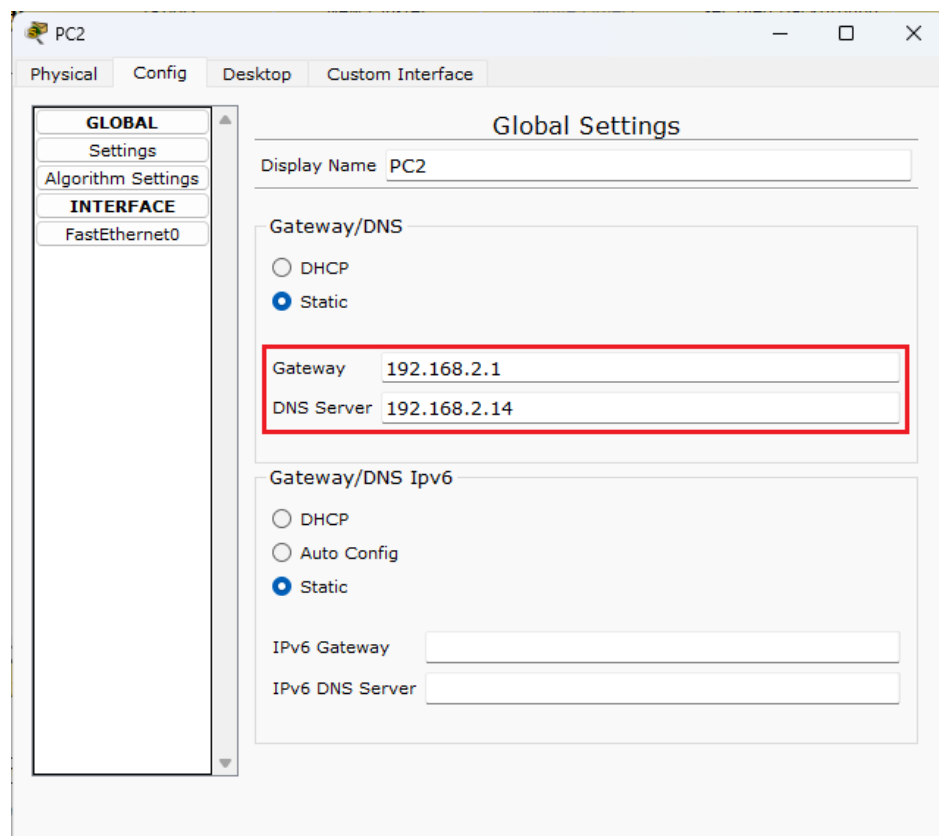 PC2
Physical Config Desktop Custom Interface
GLOBAL
Settings
Algorithm Settings
INTERFACE
FastEthernet0
Global Settings
Display Name PC2
Gateway/DNS
DHCP
Static
Gateway 192.168.2.1
DNS Server 192.168.2.14
Gateway/DNS Ipv6
DHCP
Auto Config
Static
IPv6 Gateway
IPv6 DNS Server